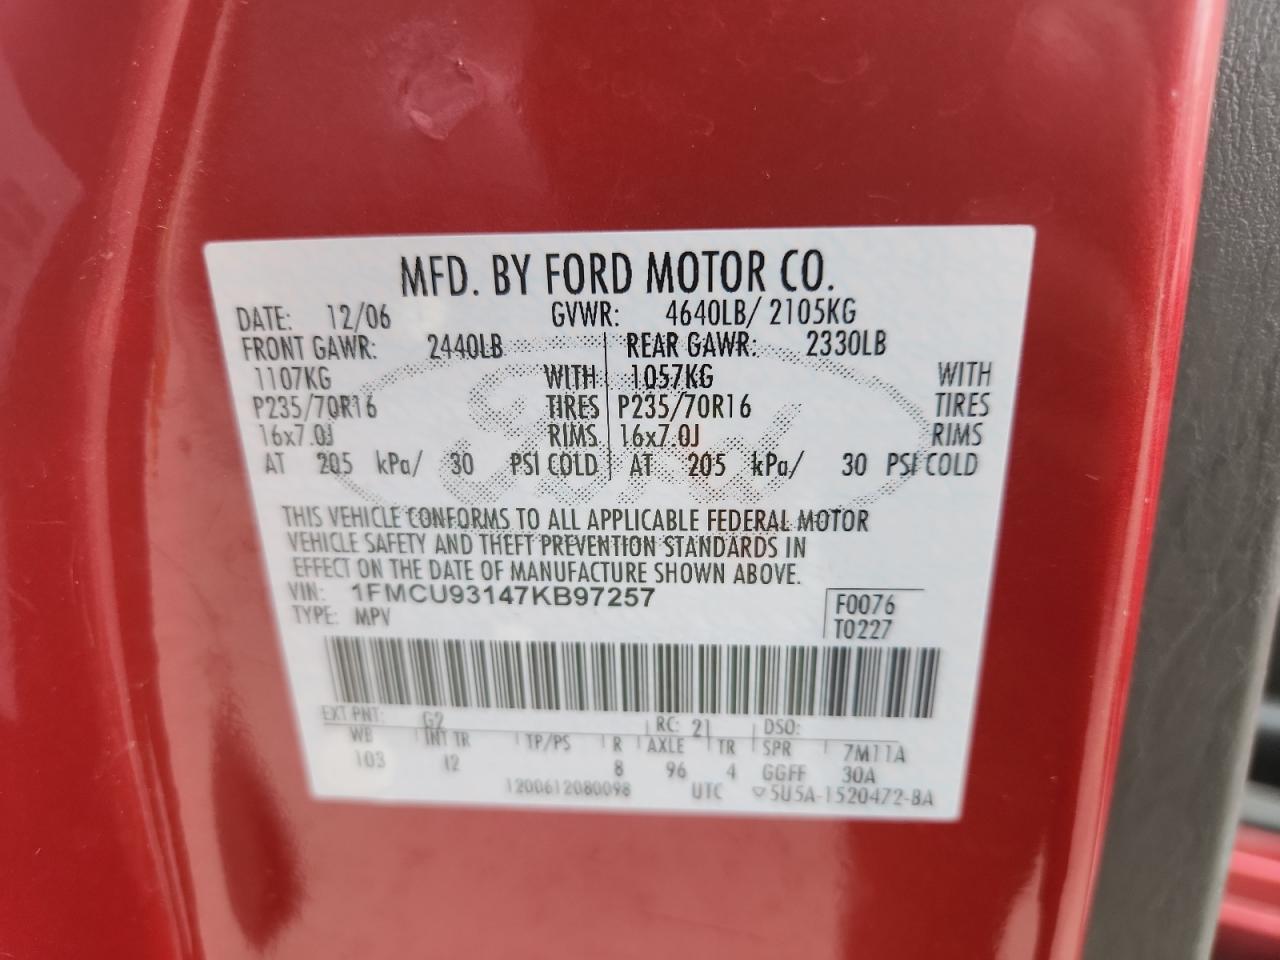 MFD. BY FORD MOTOR CO.
DATE: 12/06 GVWR: 4640LB/ 2105KG
FRONT GAWR: 2440LB REAR GAWR: 2330LB
1107KG WITH 1057KG WITH
P235/70R16 TIRES P235/70R16 TIRES
16x7.0J RIMS 16x7.0J RIMS
AT 205 kPa/ 30 PSI COLD AT 205 kPa/ 30 PSI COLD
THIS VEHICLE CONFORMS TO ALL APPLICABLE FEDERAL MOTOR
VEHICLE SAFETY AND THEFT PREVENTION STANDARDS IN
EFFECT ON THE DATE OF MANUFACTURE SHOWN ABOVE.
VIN: 1FMCU93147KB97257 F0076
TYPE: MPV T0227
EXT PNT: G2 RC: 21 DSO:
WB INT TR TP/PS R AXLE TR SPR 7M11A
103 I2 8 96 4 GGFF 30A
1200612080098 UTC 5U5A-1520472-BA